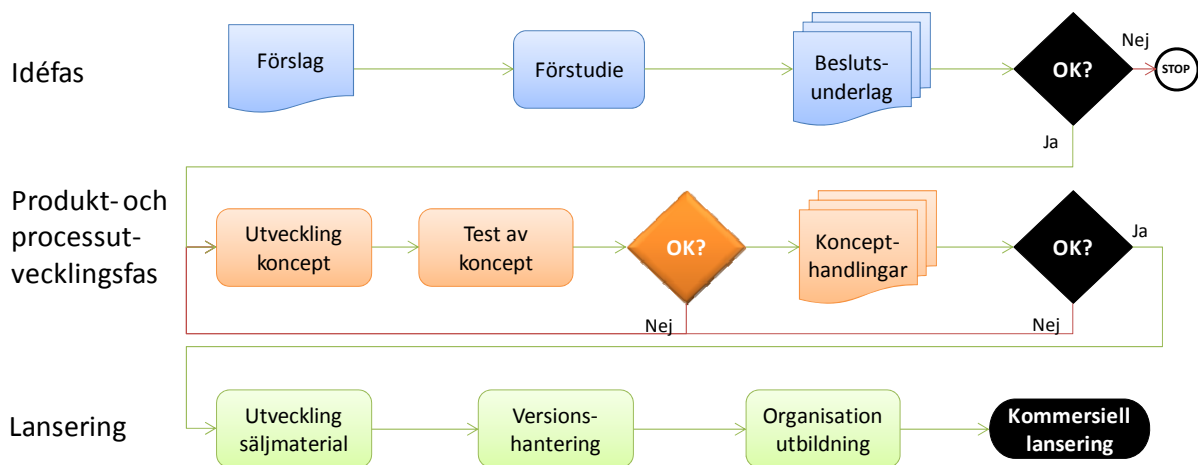 Idéfas
Förslag
Förstudie
Besluts-
underlag
OK?
Nej
STOP
Ja
Produkt- och
processut-
vecklingsfas
Utveckling
koncept
Test av
koncept
OK?
Nej
Koncept-
handlingar
OK?
Ja
Nej
Lansering
Utveckling
säljmaterial
Versions-
hantering
Organisation
utbildning
Kommersiell
lansering